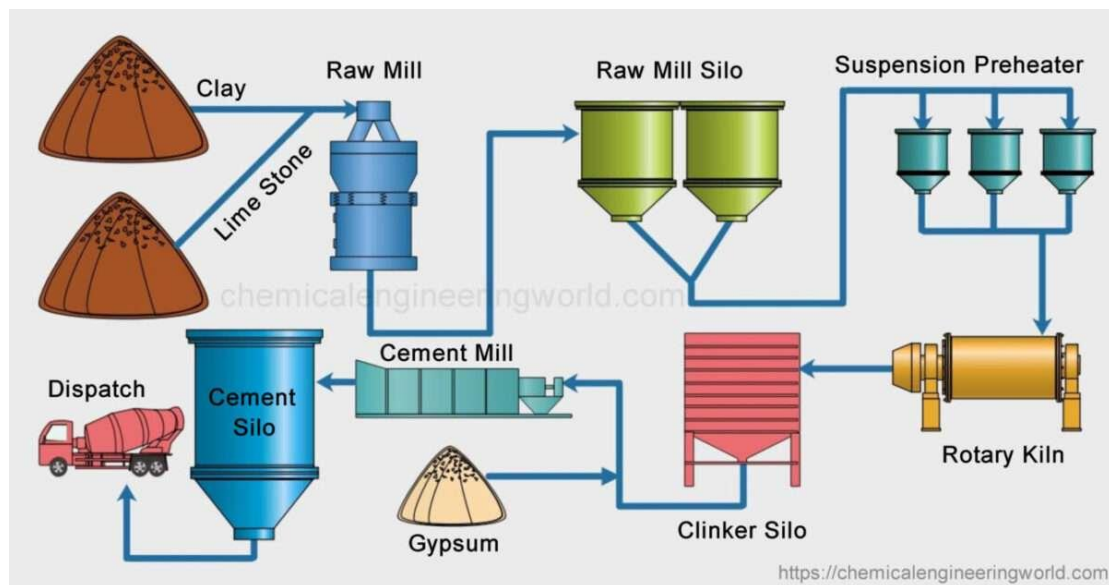 Clay
Lime Stone
Raw Mill
Raw Mill Silo
Suspension Preheater
chemicalengineeringworld.com
Dispatch
Cement
Silo
Cement Mill
Gypsum
Clinker Silo
Rotary Kiln
https://chemicalengineeringworld.com